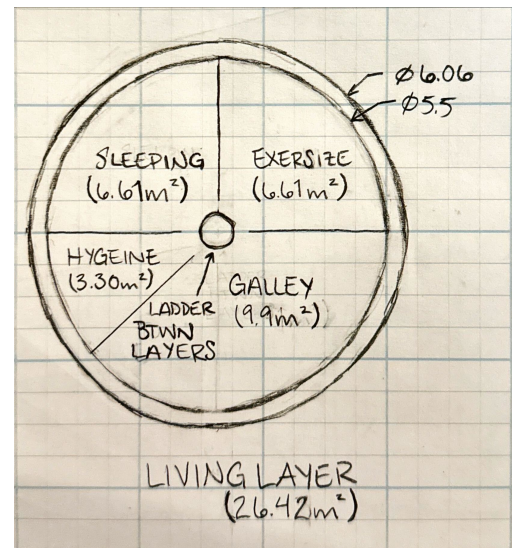 Ø6.06
Ø5.5
SLEEPING
(6.61m²)
EXERSIZE
(6.61m²)
HYGEINE
(3.30m²)
GALLEY
(9.9m²)
LADDER
BTWN
LAYERS
LIVING LAYER
(26.42m²)